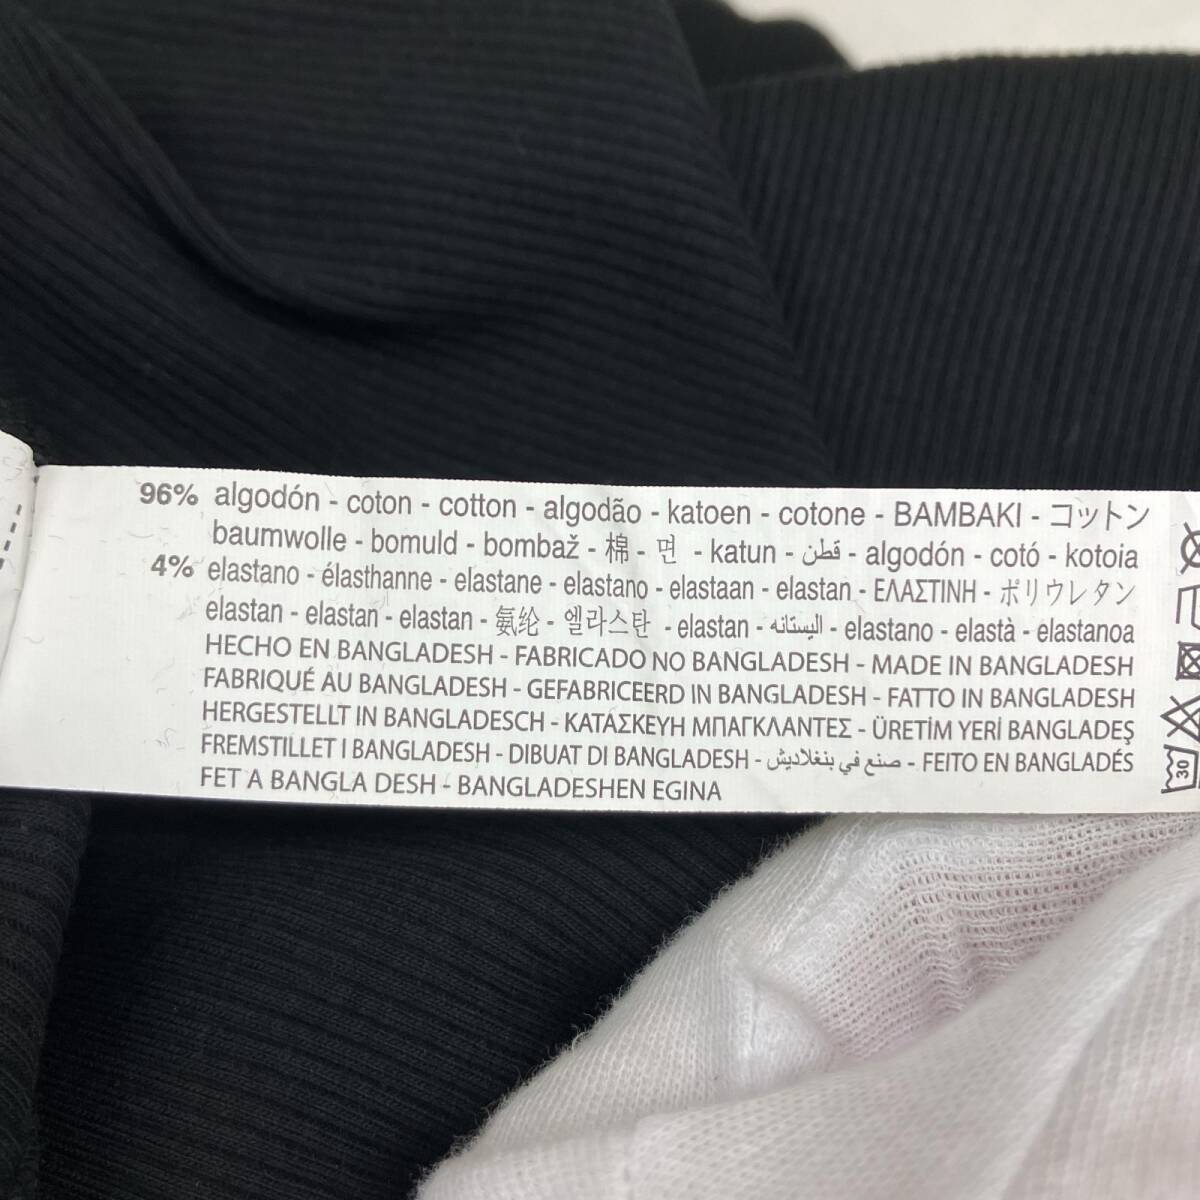 96% algodón - coton - cotton - algodão - katoen - cotone - BAMBAKI - コットン
baumwolle - bomuld - bombaž - 棉 - 면 - katun - قطن - algodón - cotó - kotoia
4% elastano - élasthanne - elastane - elastano - elastaan - elastan - ΕΛΑΣΤΙΝΗ - ポリウレタン
elastan - elastan - elastan - 氨纶 - 엘라스탄 - elastan - اليستانه - elastano - elastà - elastanoa
HECHO EN BANGLADESH - FABRICADO NO BANGLADESH - MADE IN BANGLADESH
FABRIQUÉ AU BANGLADESH - GEFABRICEERD IN BANGLADESH - FATTO IN BANGLADESH
HERGESTELLT IN BANGLADESCH - ΚΑΤΑΣΚΕΥΗ ΜΠΑΓΚΛΑΝΤΕΣ - ÜRETİM YERİ BANGLADEŞ
FREMSTILLET I BANGLADESH - DIBUAT DI BANGLADESH - صنع في بنغلاديش - FEITO EN BANGLADÉS
FET A BANGLA DESH - BANGLADESHEN EGINA
30